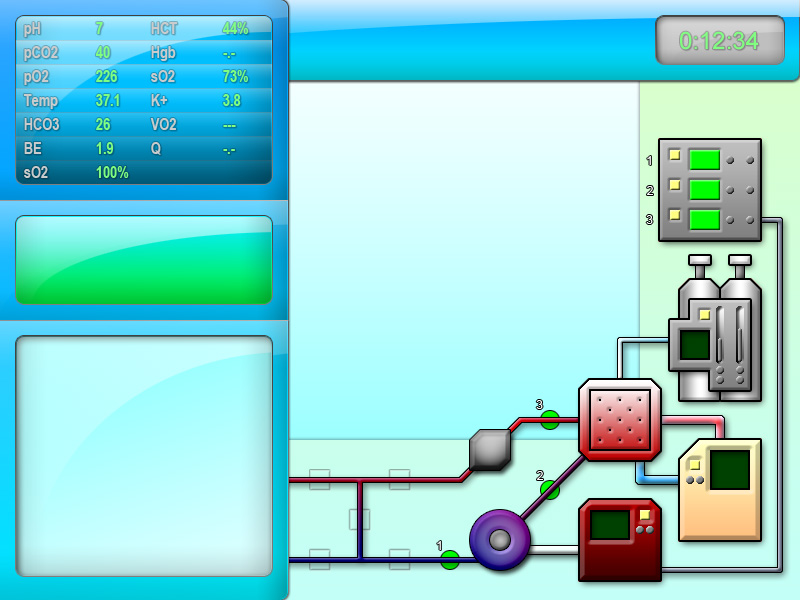 pH 7 HCT 44%
pCO2 40 Hgb -.-
pO2 226 sO2 73%
Temp 37.1 K+ 3.8
HCO3 26 VO2 ---
BE 1.9 Q -.-
sO2 100%
0:12:34
1
2
3
3
2
1